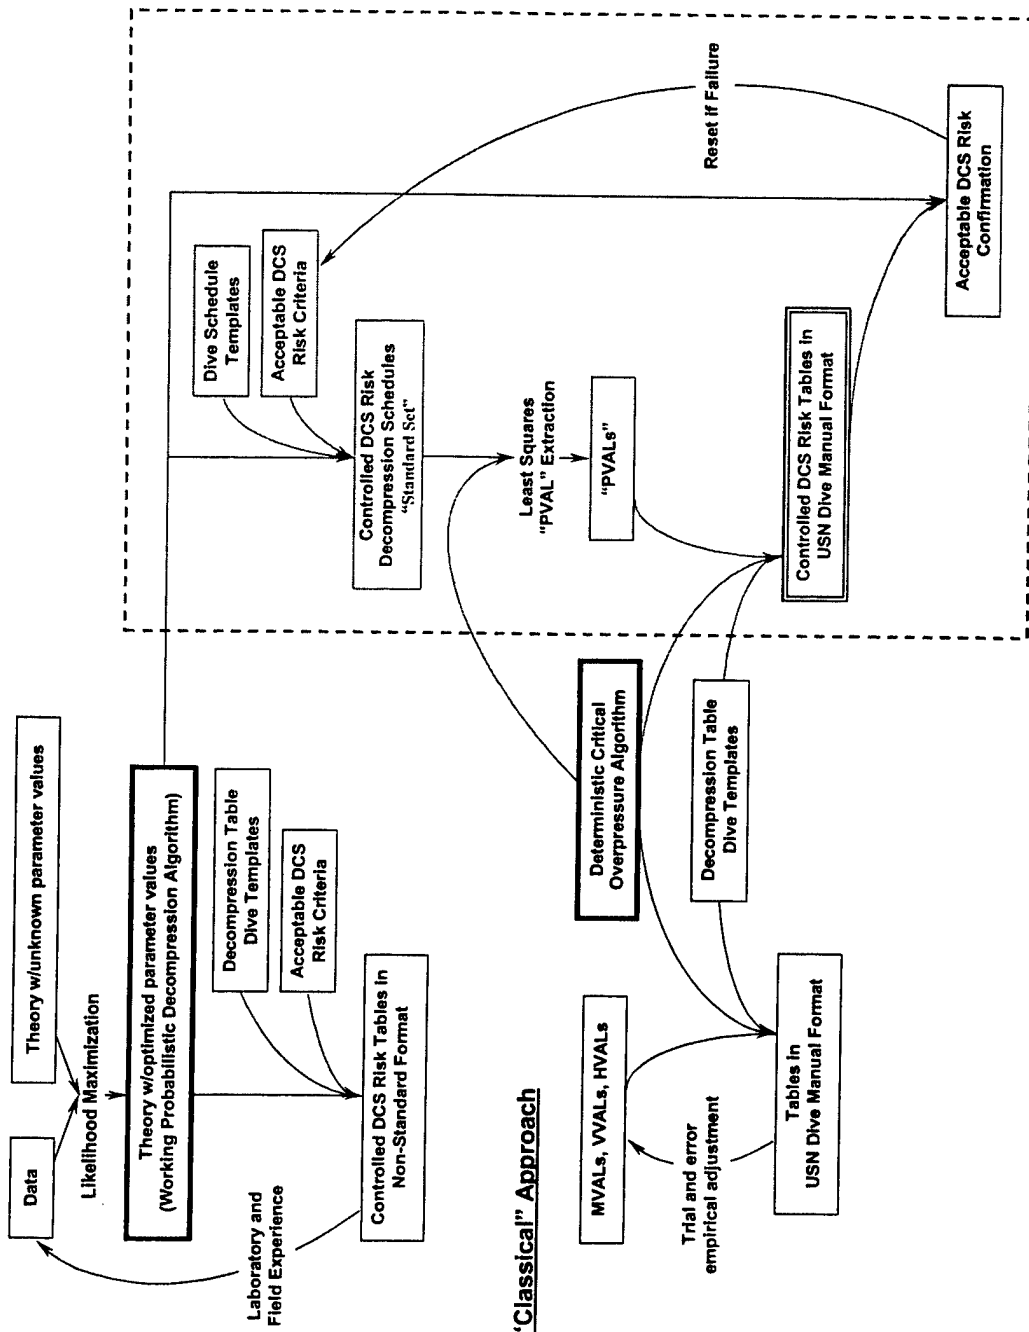 Data
Theory w/unknown parameter values
Likelihood Maximization
Theory w/optimized parameter values
(Working Probabilistic Decompression Algorithm)
Decompression Table
Dive Templates
Acceptable DCS
Risk Criteria
Laboratory and
Field Experience
Controlled DCS Risk Tables in
Non-Standard Format
Dive Schedule
Templates
Acceptable DCS
Risk Criteria
Controlled DCS Risk
Decompression Schedules
"Standard Set"
Reset if Failure
Least Squares
"PVAL" Extraction
"PVALs"
Controlled DCS Risk Tables in
USN Dive Manual Format
Acceptable DCS Risk
Confirmation
"Classical" Approach
Deterministic Critical
Overpressure Algorithm
MVALs, VVALs, HVALs
Decompression Table
Dive Templates
Trial and error
empirical adjustment
Tables in
USN Dive Manual Format